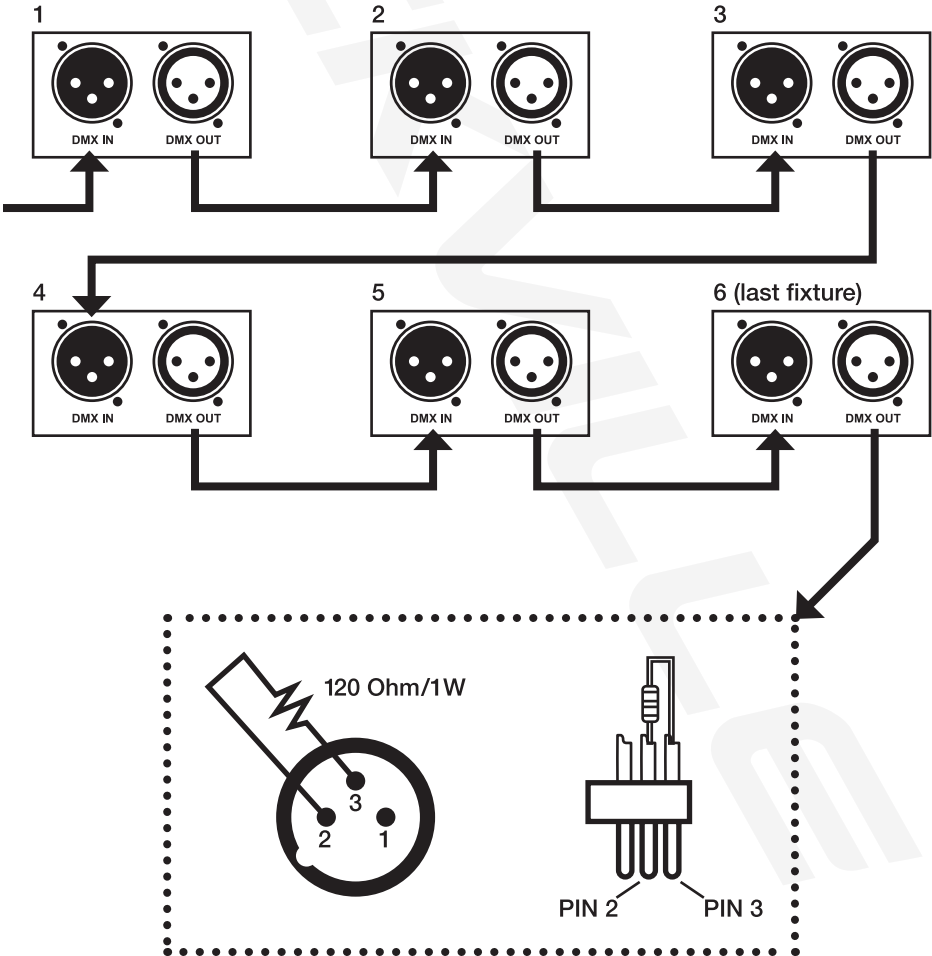 1
2
3
DMX IN
DMX OUT
DMX IN
DMX OUT
DMX IN
DMX OUT
4
5
6 (last fixture)
DMX IN
DMX OUT
DMX IN
DMX OUT
DMX IN
DMX OUT
120 Ohm/1W
3
2
1
PIN 2
PIN 3